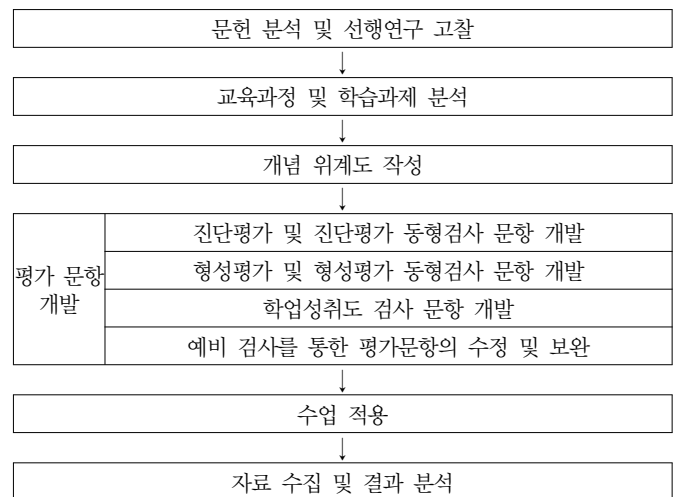 문헌 분석 및 선행연구 고찰
↓
교육과정 및 학습과제 분석
↓
개념 위계도 작성
↓
평가 문항
개발
진단평가 및 진단평가 동형검사 문항 개발
형성평가 및 형성평가 동형검사 문항 개발
학업성취도 검사 문항 개발
예비 검사를 통한 평가문항의 수정 및 보완
↓
수업 적용
↓
자료 수집 및 결과 분석